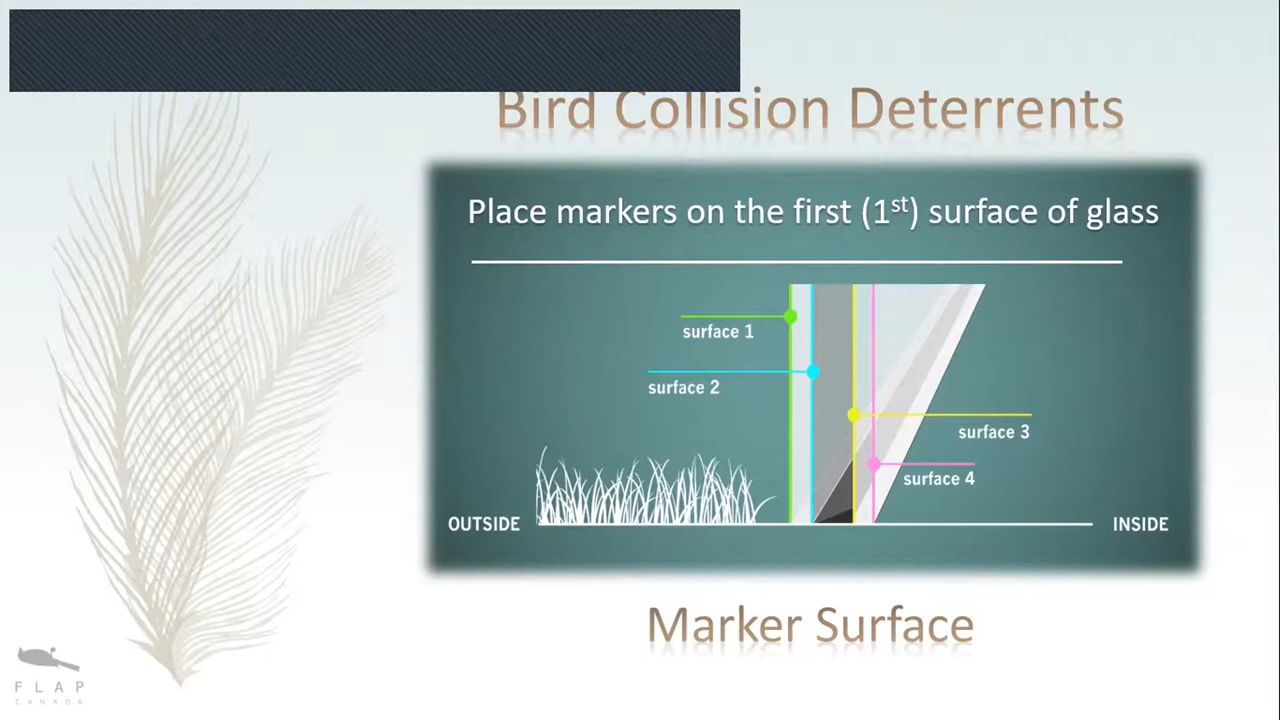 Bird Collision Deterrents
Place markers on the first (1st) surface of glass
surface 1
surface 2
surface 3
surface 4
OUTSIDE
INSIDE
Marker Surface
FLAP
CANADA